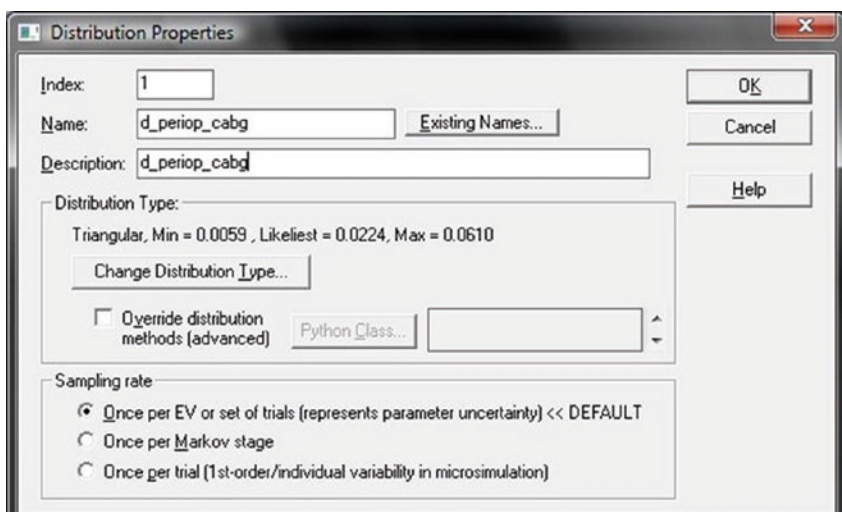 Distribution Properties
Index: 1
OK
Name: d_periop_cabg Existing Names...
Cancel
Description: d_periop_cabg
Help
Distribution Type:
Triangular, Min = 0.0059 , Likeliest = 0.0224, Max = 0.0610
Change Distribution Type...
Override distribution
methods (advanced)
Python Class...
Sampling rate
Once per EV or set of trials (represents parameter uncertainty) << DEFAULT
Once per Markov stage
Once per trial (1st-order/individual variability in microsimulation)